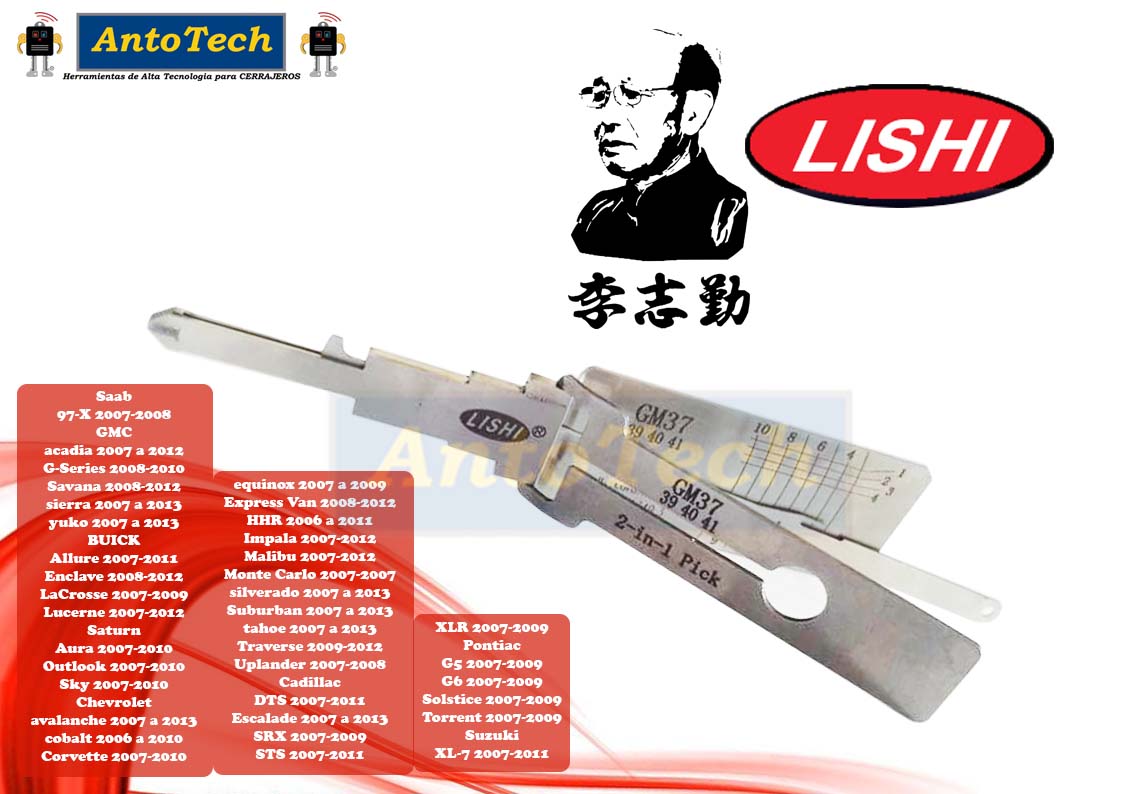 AntoTech
Herramientas de Alta Tecnología para CERRAJEROS
LISHI
李志勤
LISHI ®
GM37
39 40 41
10 8 6 4
1
2
3
4
GM37
39 40 41
2-in-1 Pick
AntoTech
Saab
97-X 2007-2008
GMC
acadia 2007 a 2012
G-Series 2008-2010
Savana 2008-2012
sierra 2007 a 2013
yuko 2007 a 2013
BUICK
Allure 2007-2011
Enclave 2008-2012
LaCrosse 2007-2009
Lucerne 2007-2012
Saturn
Aura 2007-2010
Outlook 2007-2010
Sky 2007-2010
Chevrolet
avalanche 2007 a 2013
cobalt 2006 a 2010
Corvette 2007-2010
equinox 2007 a 2009
Express Van 2008-2012
HHR 2006 a 2011
Impala 2007-2012
Malibu 2007-2012
Monte Carlo 2007-2007
silverado 2007 a 2013
Suburban 2007 a 2013
tahoe 2007 a 2013
Traverse 2009-2012
Uplander 2007-2008
Cadillac
DTS 2007-2011
Escalade 2007 a 2013
SRX 2007-2009
STS 2007-2011
XLR 2007-2009
Pontiac
G5 2007-2009
G6 2007-2009
Solstice 2007-2009
Torrent 2007-2009
Suzuki
XL-7 2007-2011